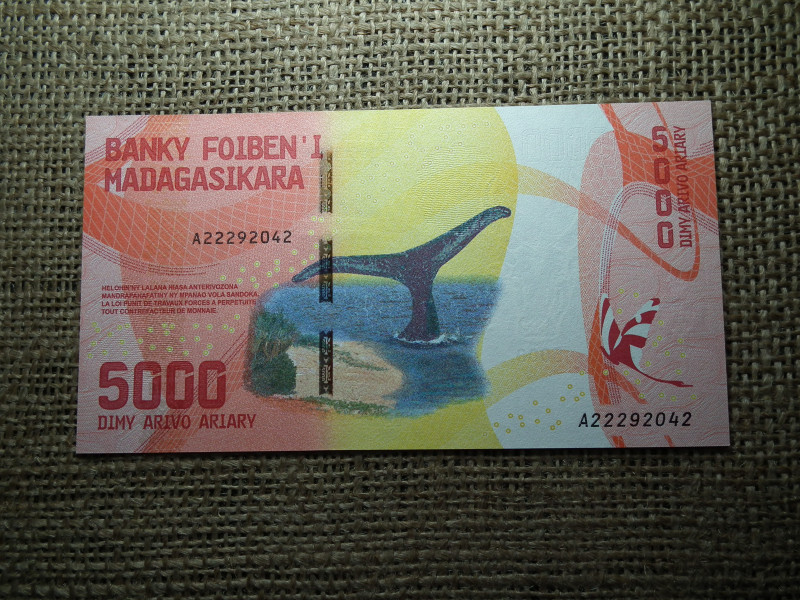 BANKY FOIBEN'I
MADAGASIKARA
A22292042
HELOHIN'NY LALANA HIASA ANTERIVOZONA
MANDRAPAHAFATINY NY MPANAO VOLA SANDOKA.
LA LOI PUNIT DE TRAVAUX FORCES A PERPETUITE
TOUT CONTREFACTEUR DE MONNAIE.
5000
DIMY ARIVO ARIARY
5000
DIMY ARIVO ARIARY
A22292042